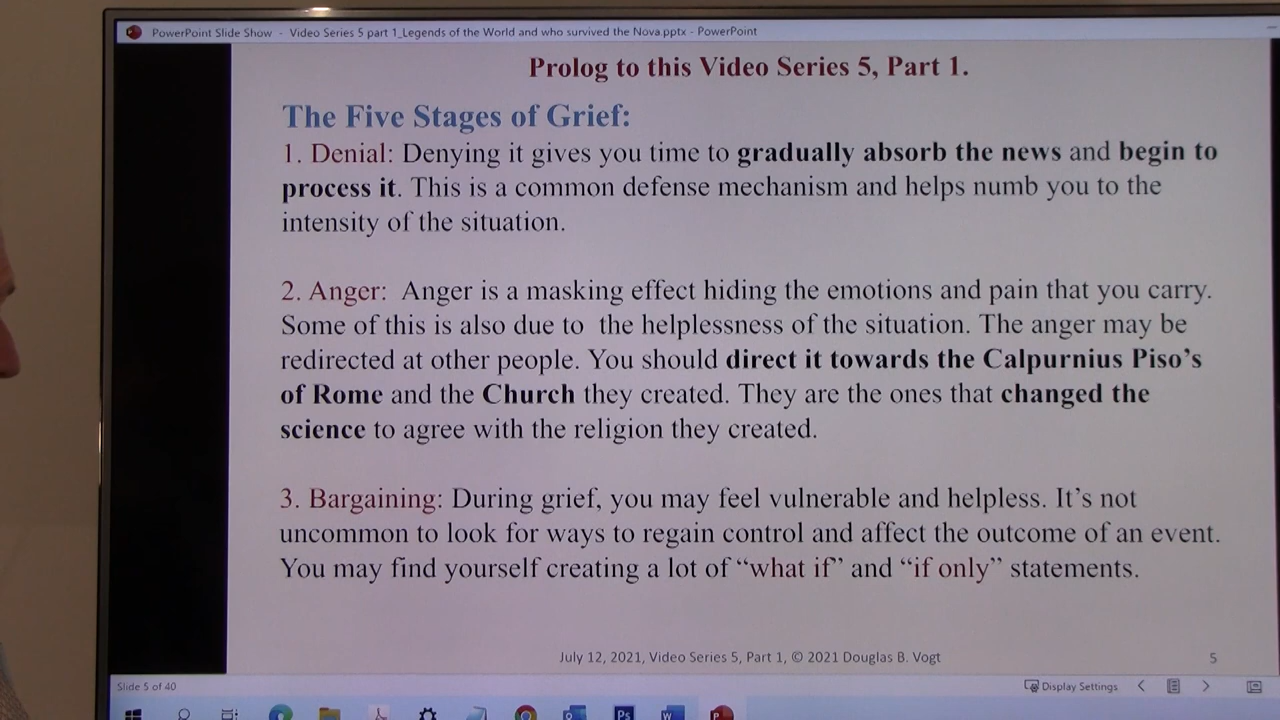 PowerPoint Slide Show - Video Series 5 part 1_Legends of the World and who survived the Nova.pptx - PowerPoint
Prolog to this Video Series 5, Part 1.
The Five Stages of Grief:
1. Denial: Denying it gives you time to gradually absorb the news and begin to
process it. This is a common defense mechanism and helps numb you to the
intensity of the situation.
2. Anger: Anger is a masking effect hiding the emotions and pain that you carry.
Some of this is also due to the helplessness of the situation. The anger may be
redirected at other people. You should direct it towards the Calpurnius Piso's
of Rome and the Church they created. They are the ones that changed the
science to agree with the religion they created.
3. Bargaining: During grief, you may feel vulnerable and helpless. It's not
uncommon to look for ways to regain control and affect the outcome of an event.
You may find yourself creating a lot of “what if” and “if only” statements.
July 12, 2021, Video Series 5, Part 1, © 2021 Douglas B. Vogt
5
Slide 5 of 40
Display Settings
Ps